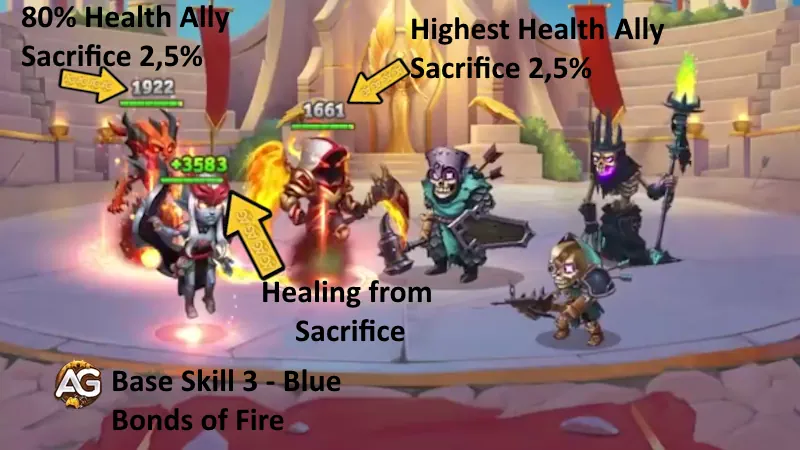 80% Health Ally
Sacrifice 2,5%
Highest Health Ally
Sacrifice 2,5%
1922
1661
+3583
Healing from
Sacrifice
AG
Base Skill 3 - Blue
Bonds of Fire